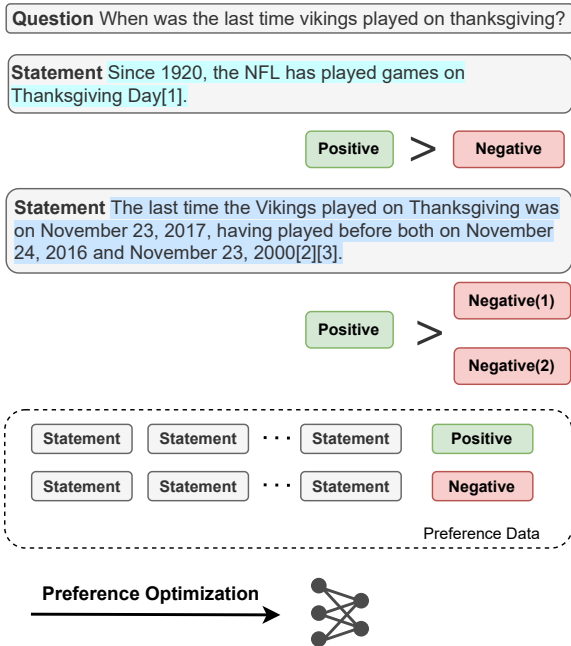 Question When was the last time vikings played on thanksgiving?
Statement Since 1920, the NFL has played games on
Thanksgiving Day[1].
Positive > Negative
Statement The last time the Vikings played on Thanksgiving was
on November 23, 2017, having played before both on November
24, 2016 and November 23, 2000[2][3].
Negative(1)
Positive >
Negative(2)
Statement Statement ... Statement Positive
Statement Statement ... Statement Negative
Preference Data
Preference Optimization